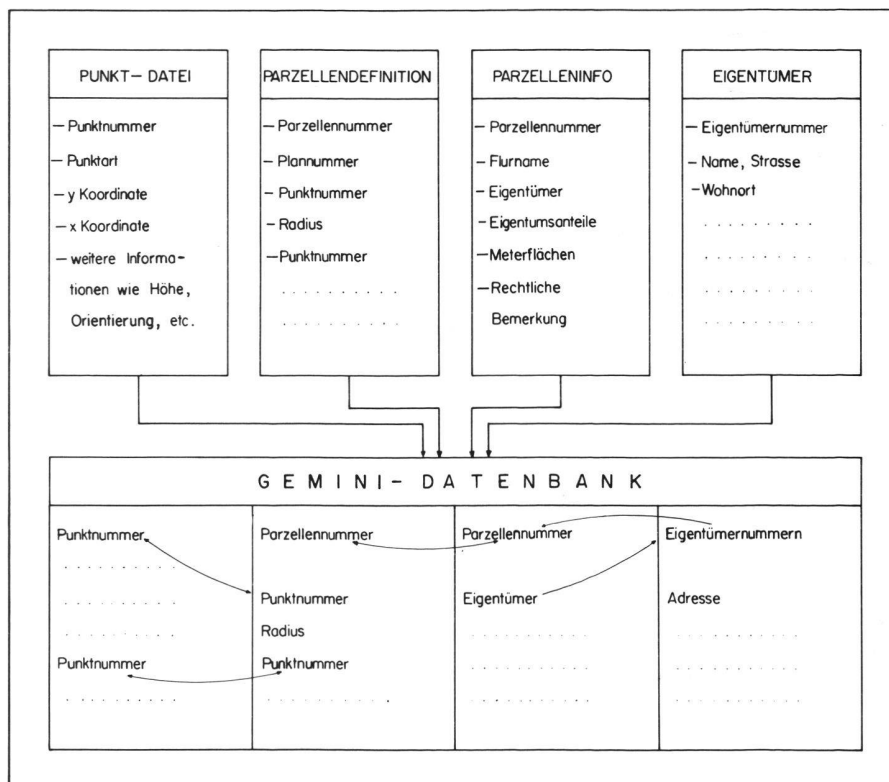 PUNKT-DATEI
– Punktnummer
– Punktart
– y Koordinate
– x Koordinate
– weitere Informa-
tionen wie Höhe,
Orientierung, etc.
PARZELLENDEFINITION
– Parzellennummer
– Plannummer
– Punktnummer
– Radius
– Punktnummer
. . . . . . . . . .
. . . . . . . . . .
PARZELLENINFO
– Parzellennummer
– Flurname
– Eigentümer
– Eigentumsanteile
– Meterflächen
– Rechtliche
Bemerkung
EIGENTÜMER
– Eigentümernummer
– Name, Strasse
– Wohnort
. . . . . . . . .
. . . . . . . . .
. . . . . . . . .
. . . . . . . . .
GEMINI-DATENBANK
Punktnummer
. . . . . . . . . .
. . . . . . . . . .
. . . . . . . . . .
Punktnummer
. . . . . . . . . .
Parzellennummer
Punktnummer
Radius
Punktnummer
. . . . . . . . . . .
Parzellennummer
Eigentümer
. . . . . . . . . . .
. . . . . . . . . . .
. . . . . . . . . . .
Eigentümernummern
Adresse
. . . . . . . . . . .
. . . . . . . . . . .
. . . . . . . . . . .